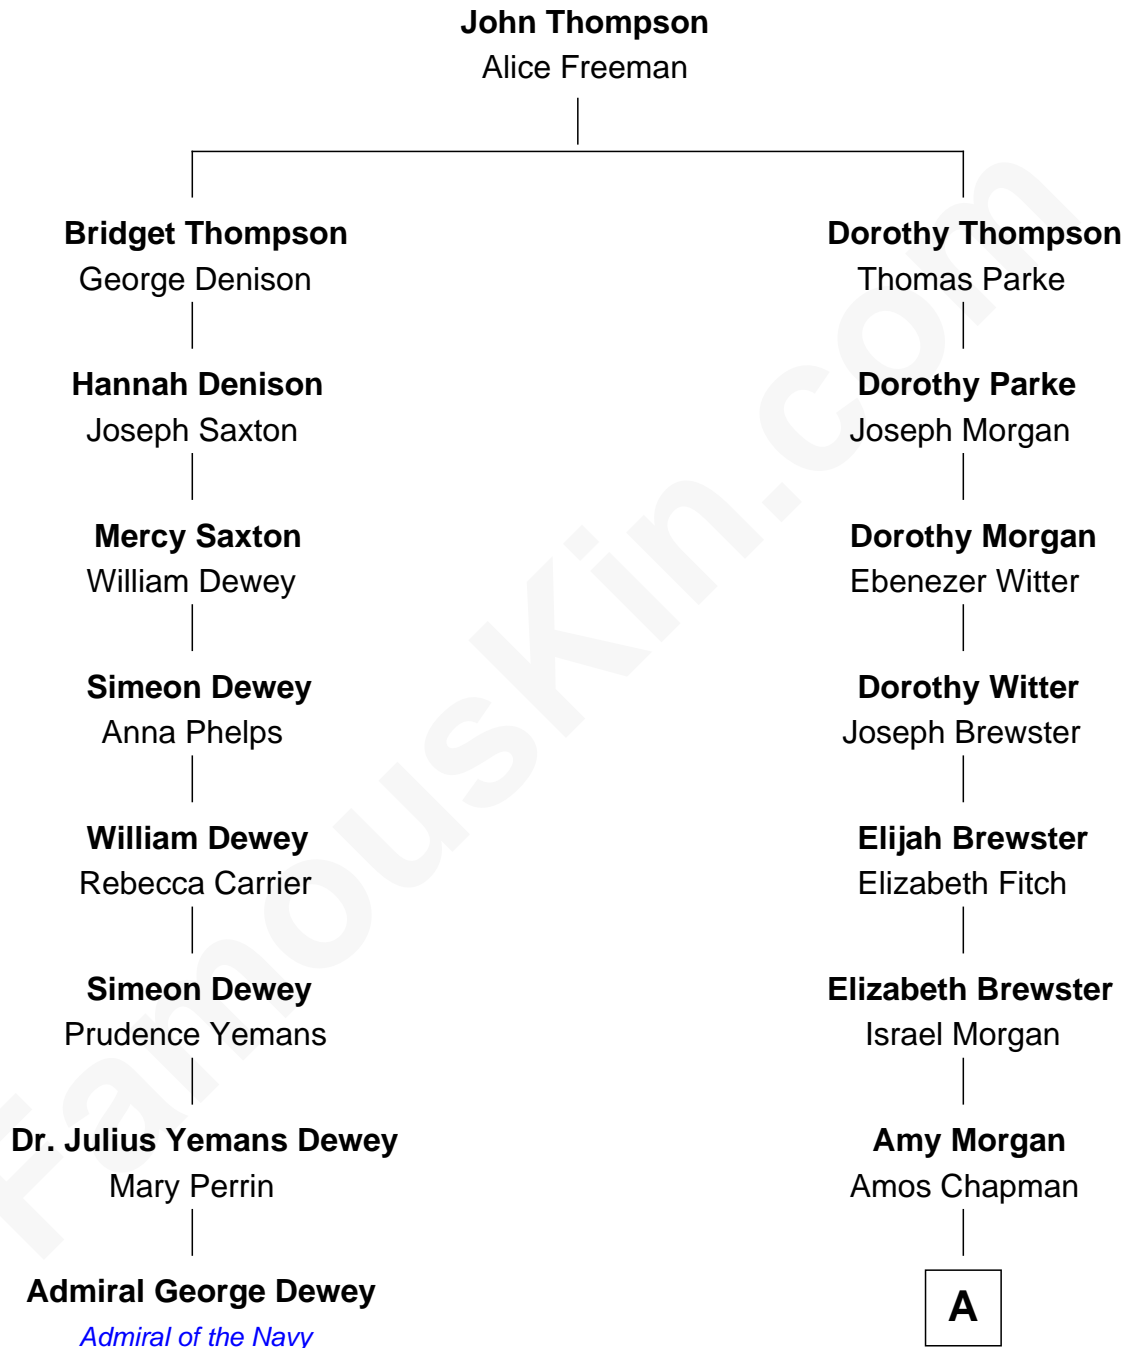 John Thompson
Alice Freeman
Bridget Thompson
George Denison
Dorothy Thompson
Thomas Parke
Hannah Denison
Joseph Saxton
Dorothy Parke
Joseph Morgan
Mercy Saxton
William Dewey
Dorothy Morgan
Ebenezer Witter
Simeon Dewey
Anna Phelps
Dorothy Witter
Joseph Brewster
William Dewey
Rebecca Carrier
Elijah Brewster
Elizabeth Fitch
Simeon Dewey
Prudence Yemans
Elizabeth Brewster
Israel Morgan
Dr. Julius Yemans Dewey
Mary Perrin
Amy Morgan
Amos Chapman
Admiral George Dewey
Admiral of the Navy
A
FamousKin.com